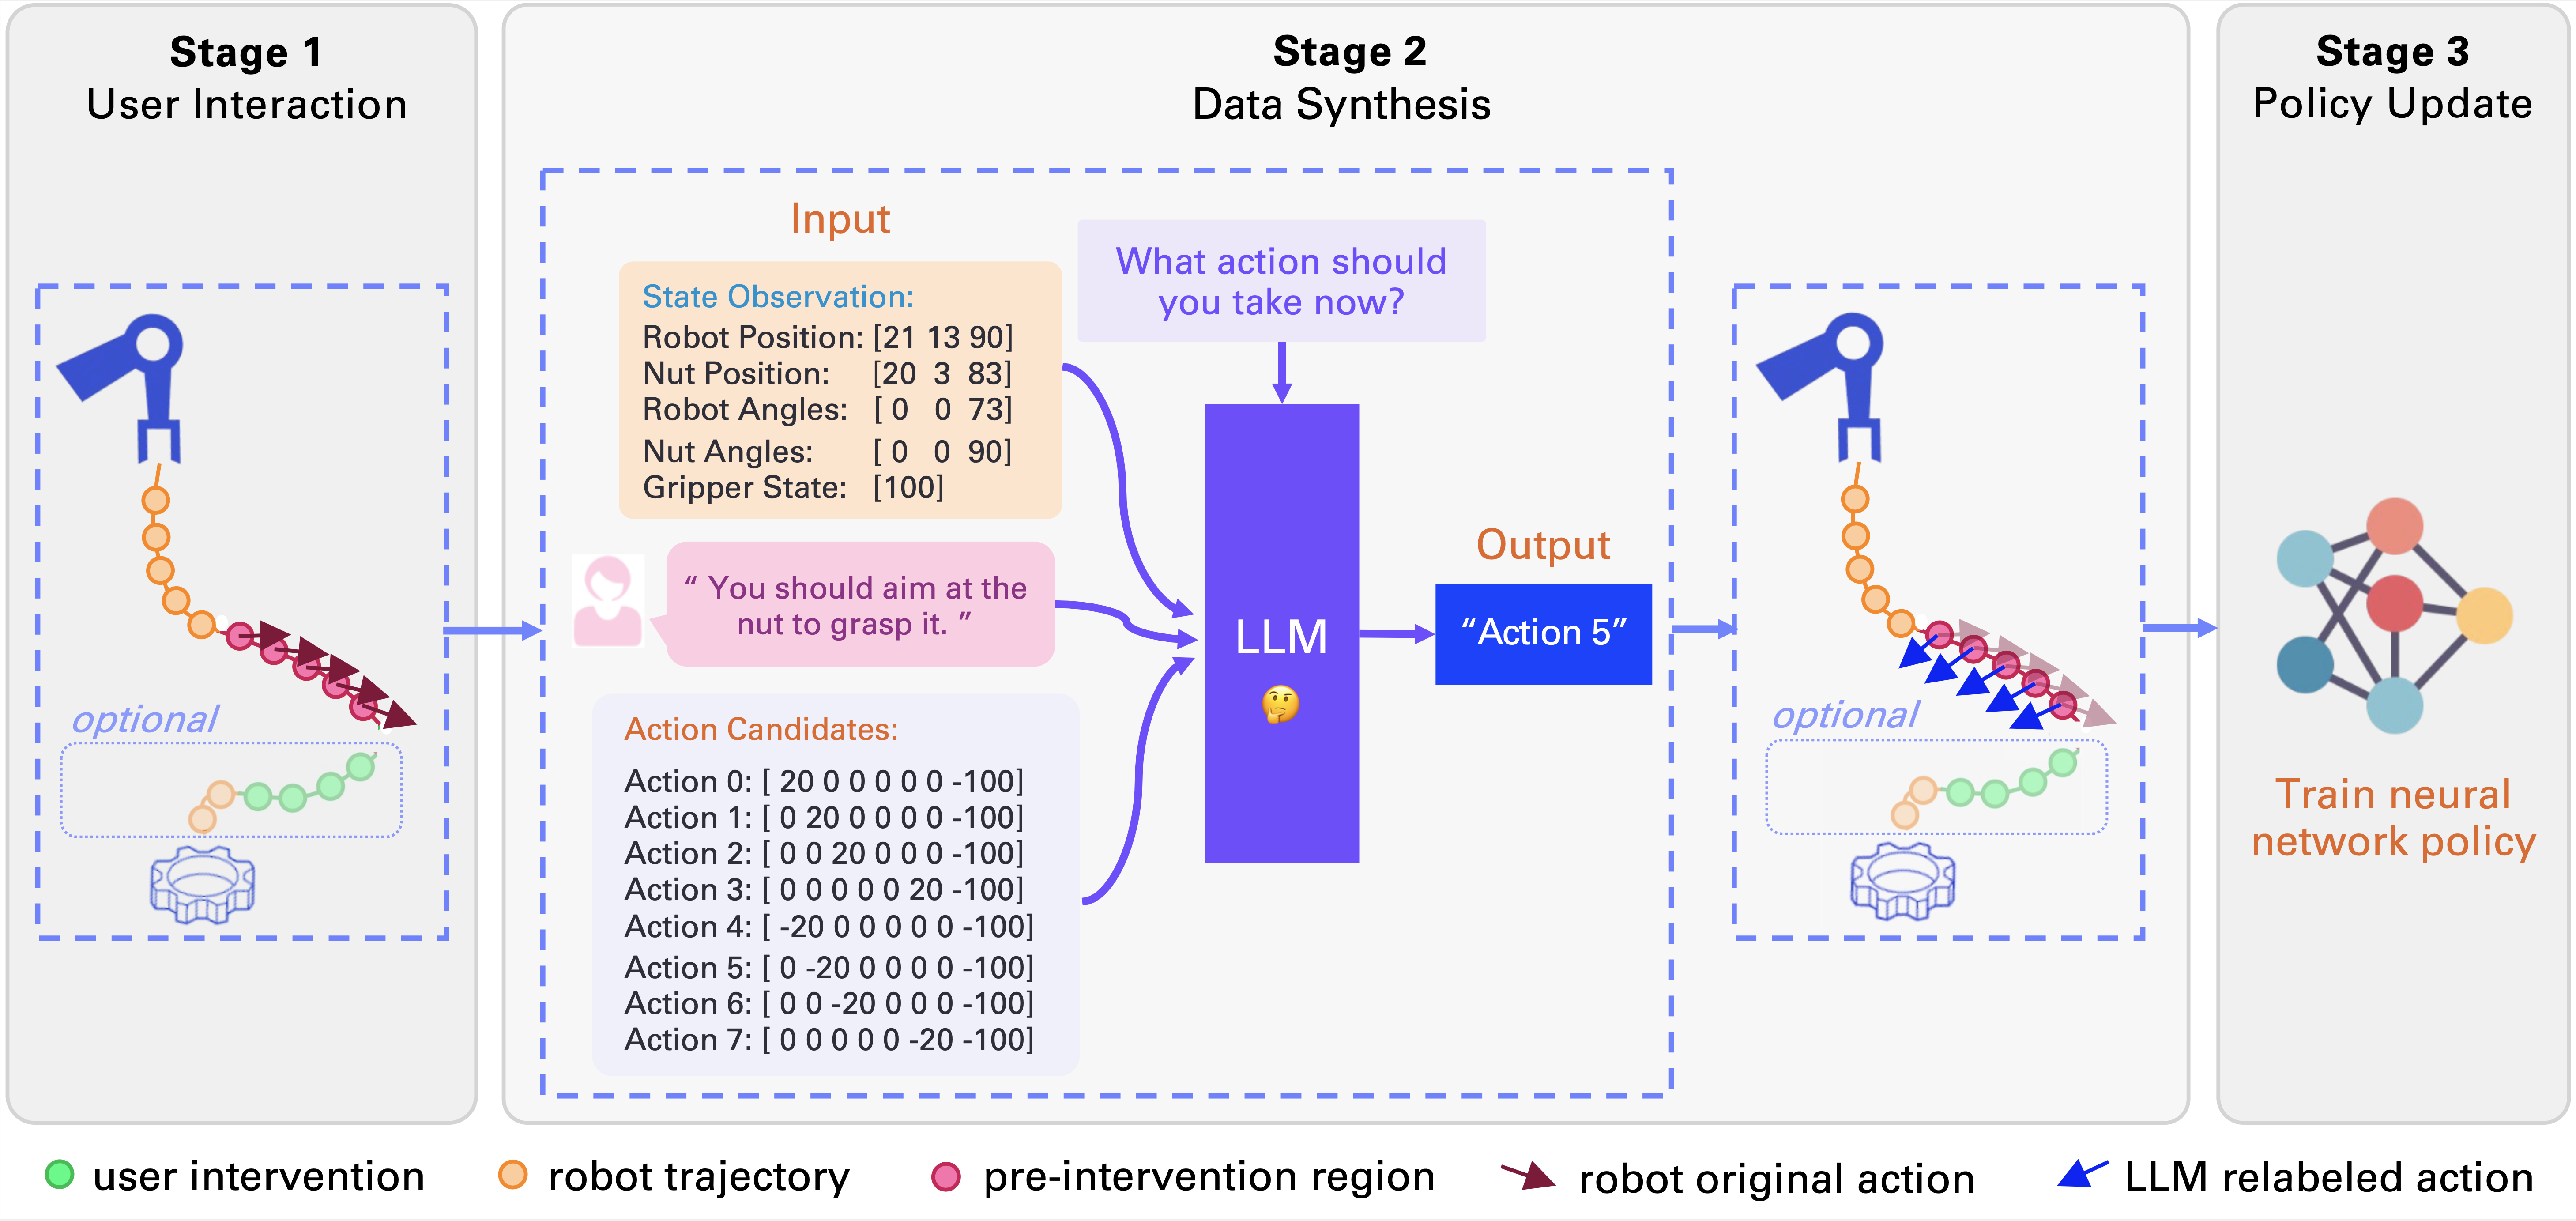 Stage 1
User Interaction
optional
Stage 2
Data Synthesis
Input
State Observation:
Robot Position: [21 13 90]
Nut Position: [20 3 83]
Robot Angles: [ 0 0 73]
Nut Angles: [ 0 0 90]
Gripper State: [100]
“ You should aim at the
nut to grasp it. ”
Action Candidates:
Action 0: [ 20 0 0 0 0 0 -100]
Action 1: [ 0 20 0 0 0 0 -100]
Action 2: [ 0 0 20 0 0 0 -100]
Action 3: [ 0 0 0 0 0 20 -100]
Action 4: [ -20 0 0 0 0 0 -100]
Action 5: [ 0 -20 0 0 0 0 -100]
Action 6: [ 0 0 -20 0 0 0 -100]
Action 7: [ 0 0 0 0 0 -20 -100]
What action should
you take now?
LLM
Output
“Action 5”
optional
Stage 3
Policy Update
Train neural
network policy
user intervention
robot trajectory
pre-intervention region
robot original action
LLM relabeled action